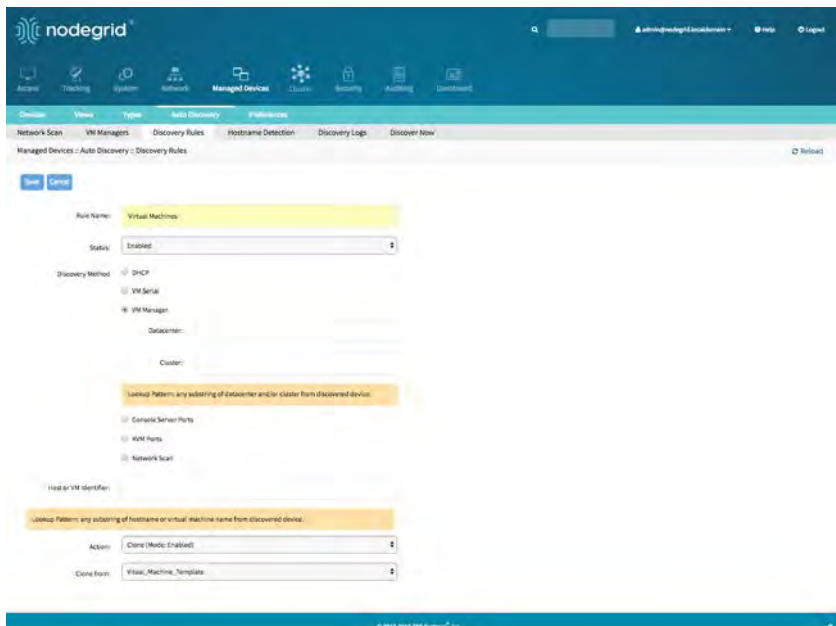 nodegrid
admin@nodegrid.localdomain Help Logout
Access Tracking System Network Managed Devices Cluster Security Auditing Dashboard
Devices Views Types Auto Discovery Preferences
Network Scan VM Managers Discovery Rules Hostname Detection Discovery Logs Discover Now
Managed Devices :: Auto Discovery :: Discovery Rules Reload
Save Cancel
Rule Name: Virtual Machines
Status: Enabled
Discovery Method DHCP
VM Serial
VM Manager
Datacenter:
Cluster:
Lookup Pattern: any substring of datacenter and/or cluster from discovered device.
Console Server Ports
KVM Ports
Network Scan
Host or VM Identifier:
Lookup Pattern: any substring of hostname or virtual machine name from discovered device.
Action: Clone (Mode: Enabled)
Clone from: Virtual_Machine_Template